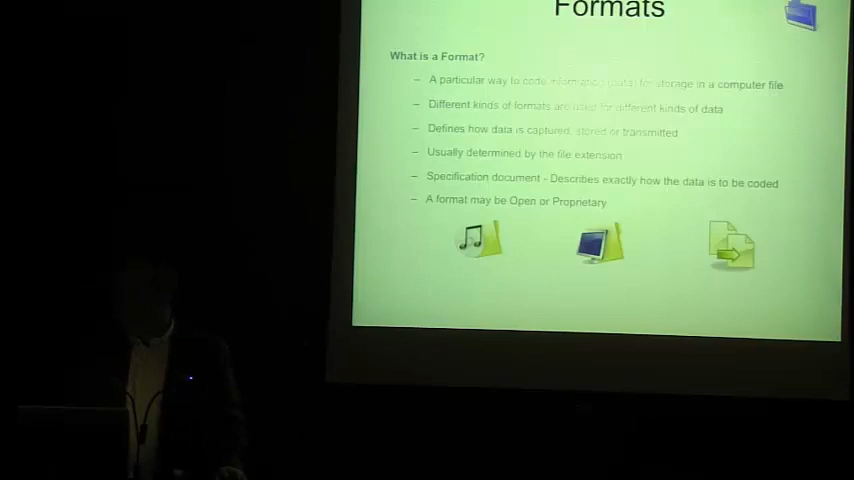 Formats
What is a Format?
– A particular way to code information (data) for storage in a computer file
– Different kinds of formats are used for different kinds of data
– Defines how data is captured, stored or transmitted
– Usually determined by the file extension
– Specification document - Describes exactly how the data is to be coded
– A format may be Open or Proprietary